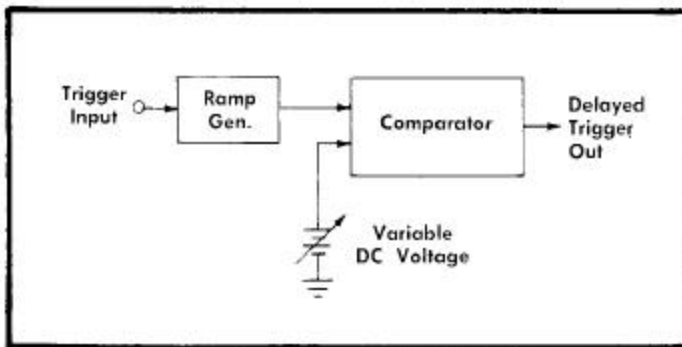 Trigger
Input
Ramp
Gen.
Comparator
Delayed
Trigger
Out
Variable
DC Voltage